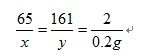 65/x = 161/y = 2/0.2g ↵